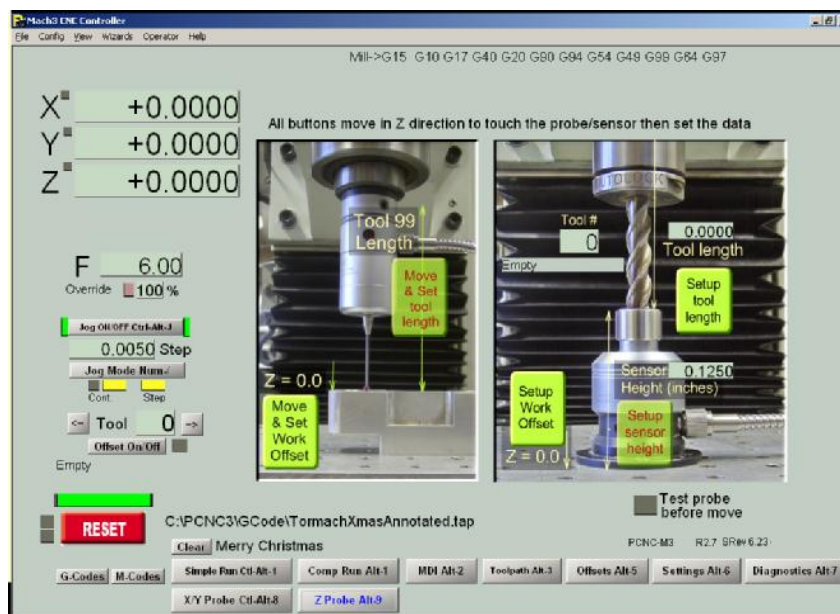 Mach3 CNC Controller
File Config View Wizards Operator Help
Mill->G15 G10 G17 G40 G20 G90 G94 G54 G49 G99 G64 G97
X +0.0000
Y +0.0000
Z +0.0000
All buttons move in Z direction to touch the probe/sensor then set the data
Tool 99
Length
Move
& Set
tool
length
Z = 0.0
Move
& Set
Work
Offset
AUTOLOCK
Tool #
0
Empty
0.0000
Tool length
Setup
tool
length
Sensor 0.1250
Height (inches)
Setup
Work
Offset
Setup
sensor
height
Z = 0.0
F 6.00
Override 100 %
Jog ON/OFF Ctrl-Alt-J
0.0050 Step
Jog Mode Num-/
Cont. Step
<- Tool 0 ->
Offset On/Off
Empty
Test probe
before move
RESET
C:\PCNC3\GCode\TormachXmasAnnotated.tap
PCNC-M3 R2.7 SRev6.23-
Clear Merry Christmas
G-Codes M-Codes
Simple Run Ctl-Alt-1 Comp Run Alt-1 MDI Alt-2 Toolpath Alt-3 Offsets Alt-5 Settings Alt-6 Diagnostics Alt-7
X/Y Probe Ctl-Alt-8 Z Probe Alt-9